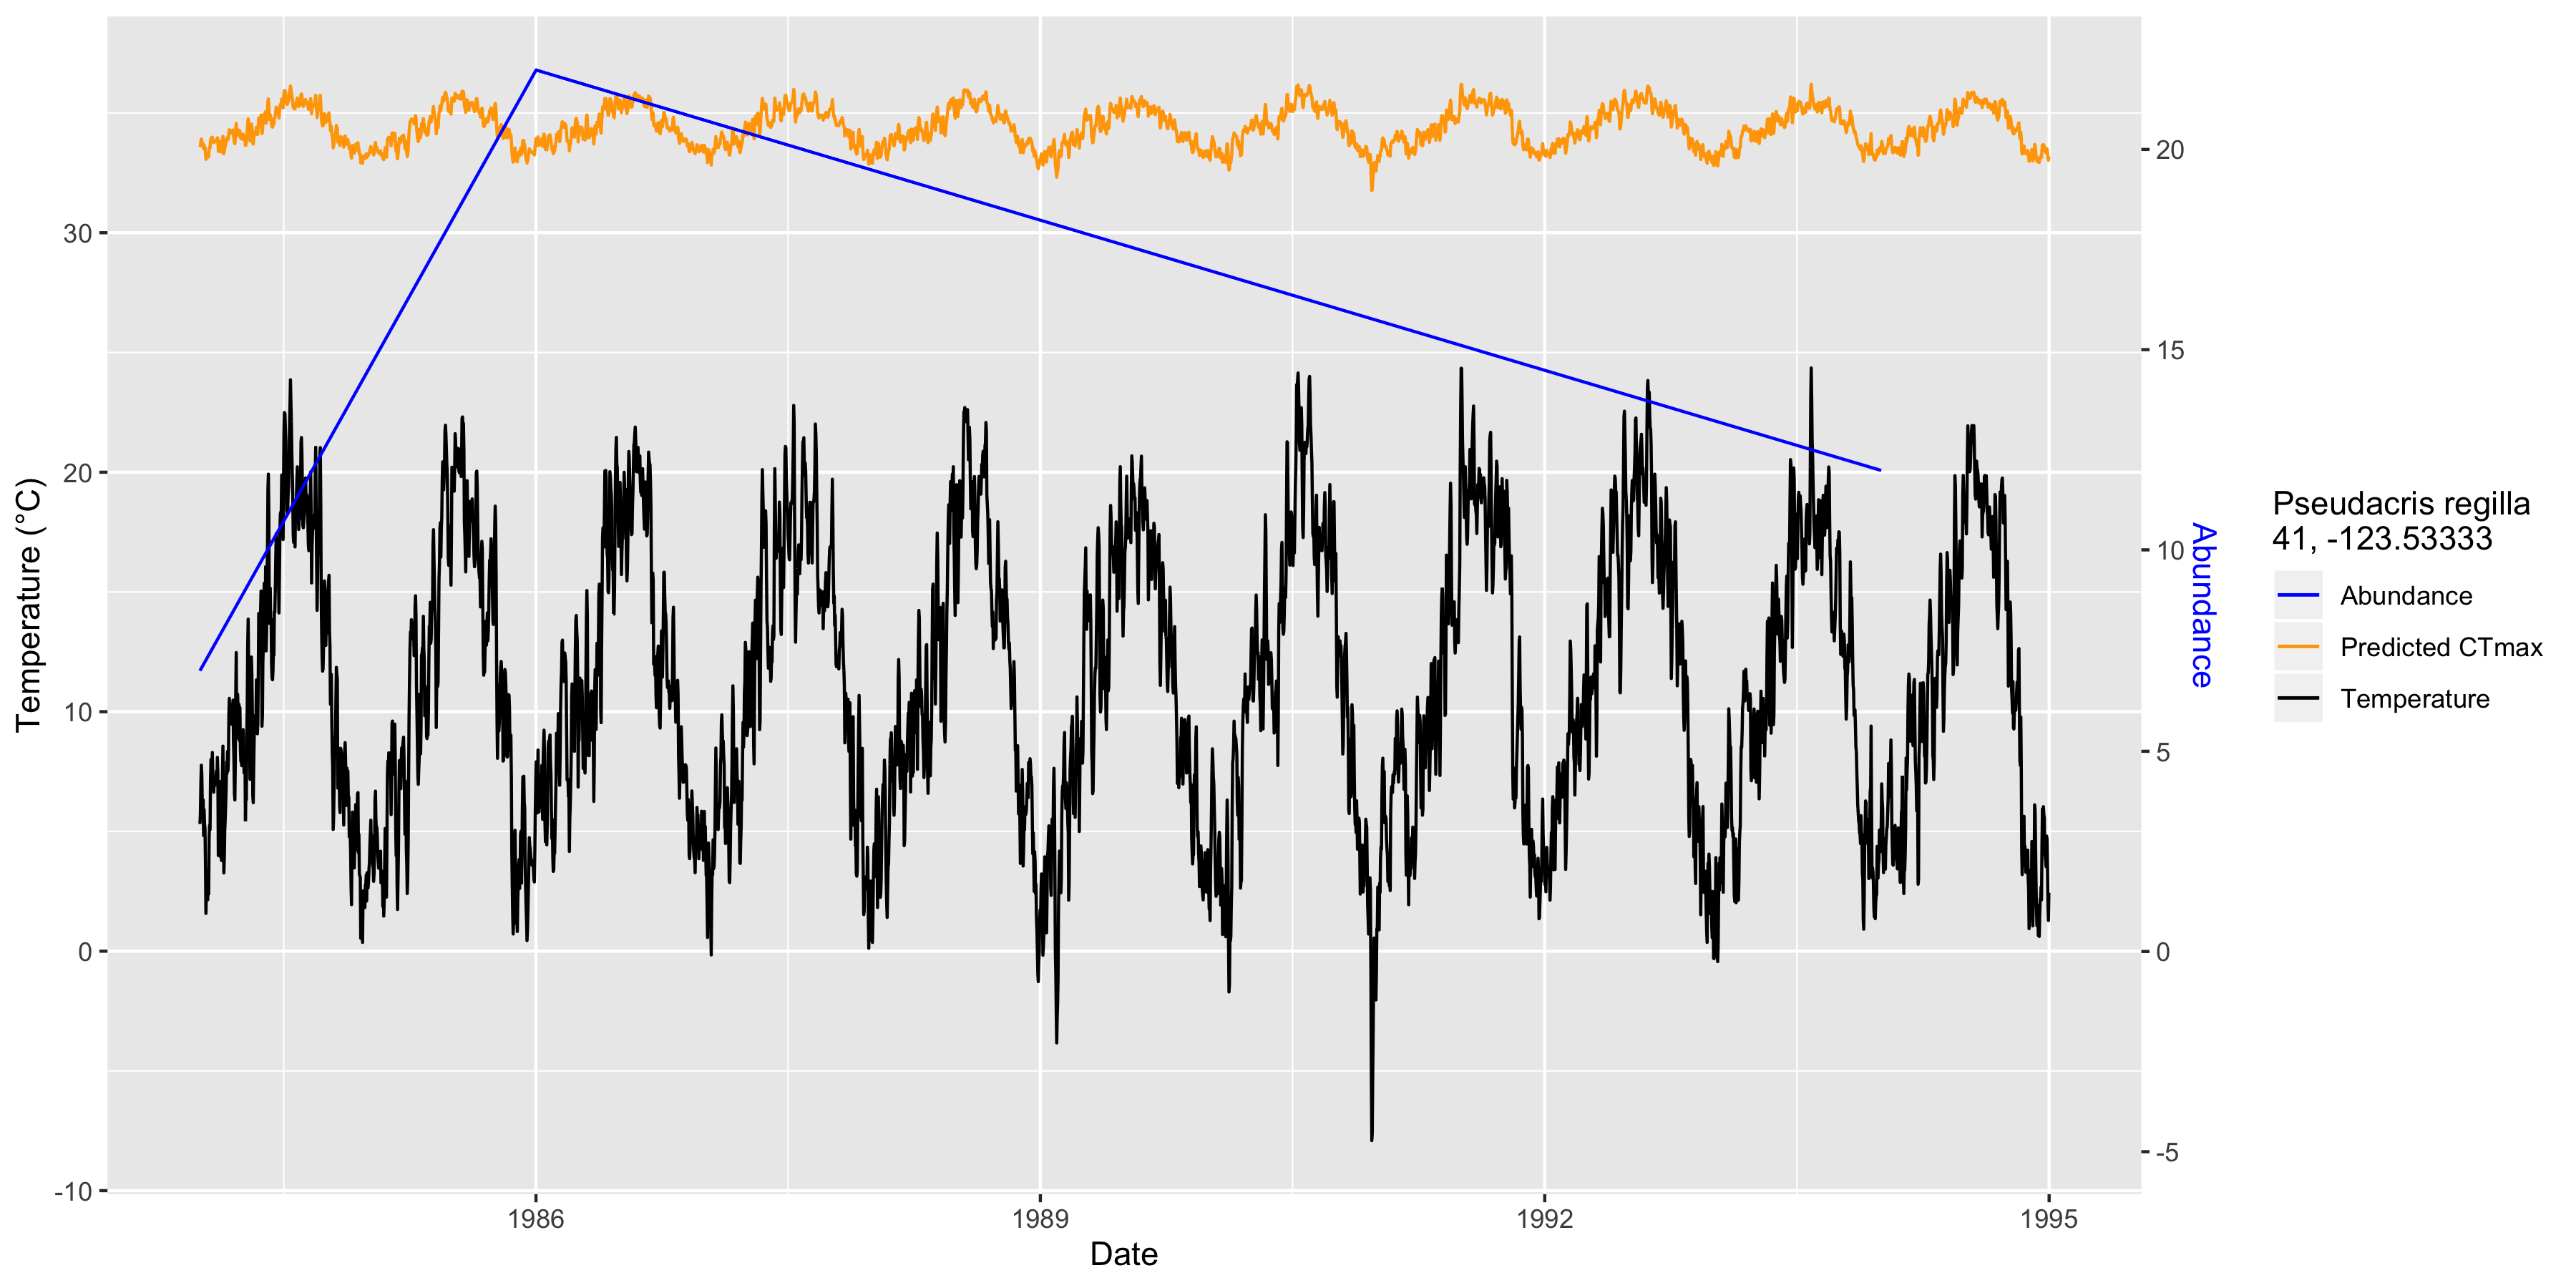 Temperature (°C)
30
20
10
0
-10
1986
1989
1992
1995
Date
20
15
10
5
0
-5
Abundance
Pseudacris regilla
41, -123.53333
Abundance
Predicted CTmax
Temperature